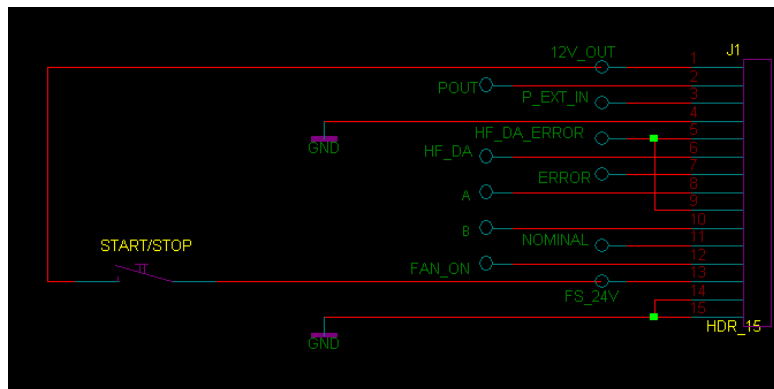 12V_OUT
1
J1
POUT
2
P_EXT_IN
3
4
GND
HF_DA_ERROR
5
HF_DA
6
ERROR
7
A
8
9
B
10
START/STOP
NOMINAL
11
FAN_ON
12
13
FS_24V
14
15
HDR_15
GND